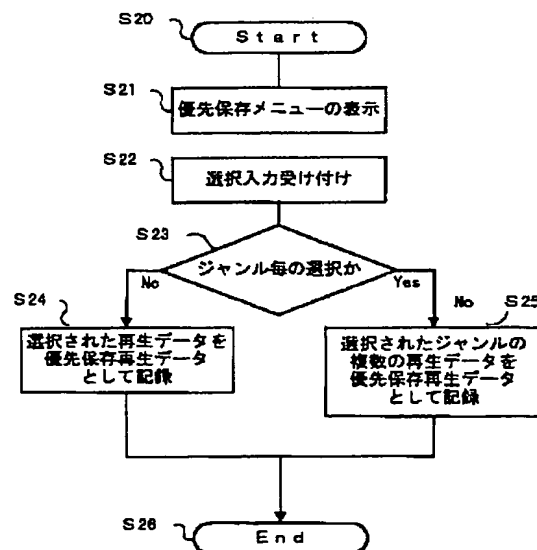 S20
Start
S21
優先保存メニューの表示
S22
選択入力受け付け
S23
ジャンル毎の選択か
No
Yes
S24
No
S25
選択された再生データを
優先保存再生データ
として記録
選択されたジャンルの
複数の再生データを
優先保存再生データ
として記録
S26
End